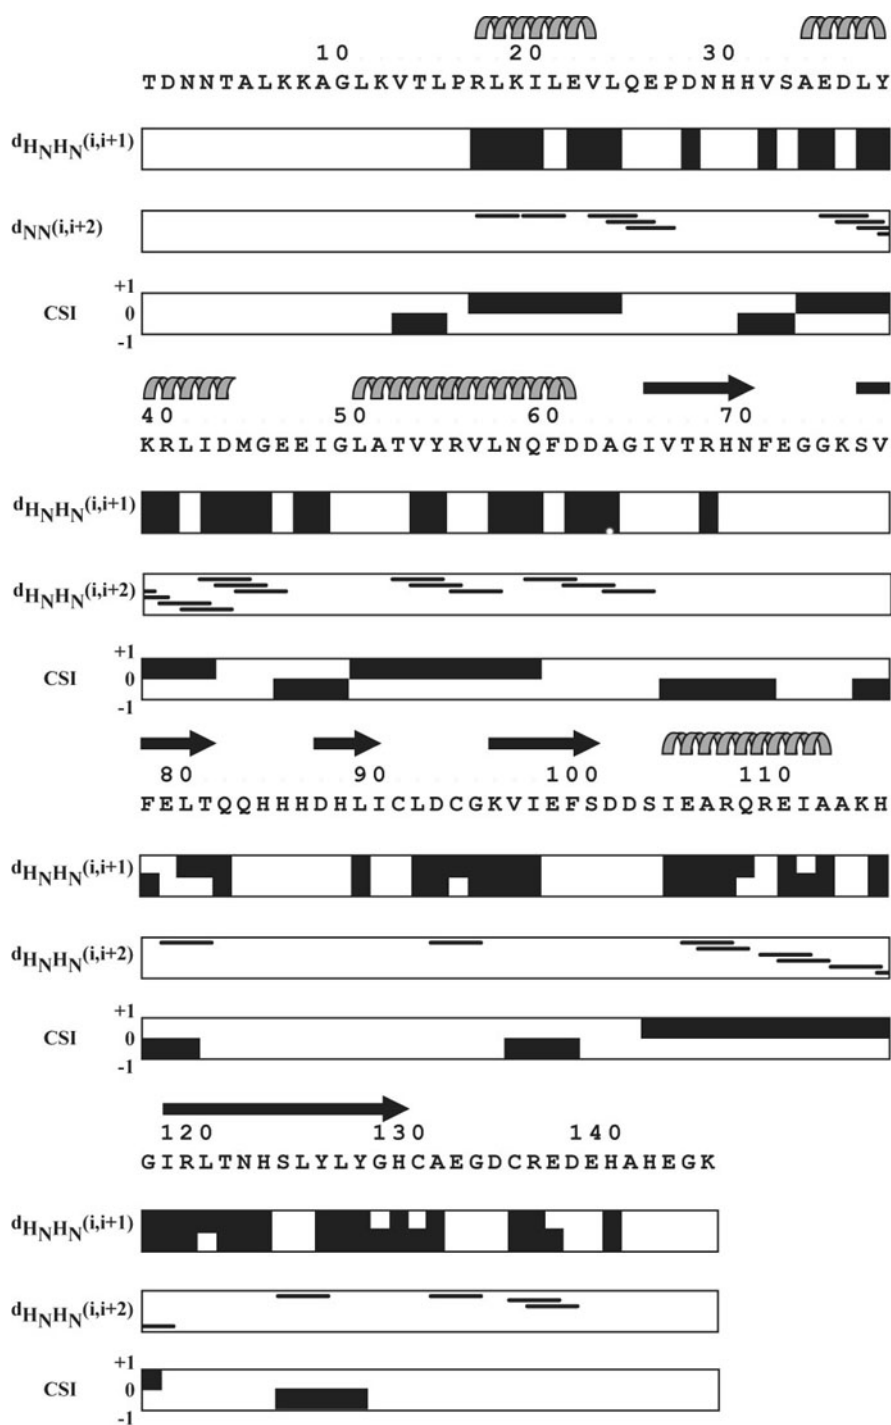 10 20 30
TDNNTALKKAGLKVTLPRLKILEVLQEPDNHHVSAEDLY
dHNHN(i,i+1)
dNN(i,i+2)
+1
CSI 0
-1
40 50 60 70
KRLIDMGEEIGLATVYRVLNQFDDAGIVTRHNFEGGKSV
dHNHN(i,i+1)
dHNHN(i,i+2)
+1
CSI 0
-1
80 90 100 110
FELTQQHHHDHLICLDCGKVIEFSDDSIEARQREIAAKH
dHNHN(i,i+1)
dHNHN(i,i+2)
+1
CSI 0
-1
120 130 140
GIRLTNHSLYLYGHCAEGDCREDEHAHEGK
dHNHN(i,i+1)
dHNHN(i,i+2)
+1
CSI 0
-1